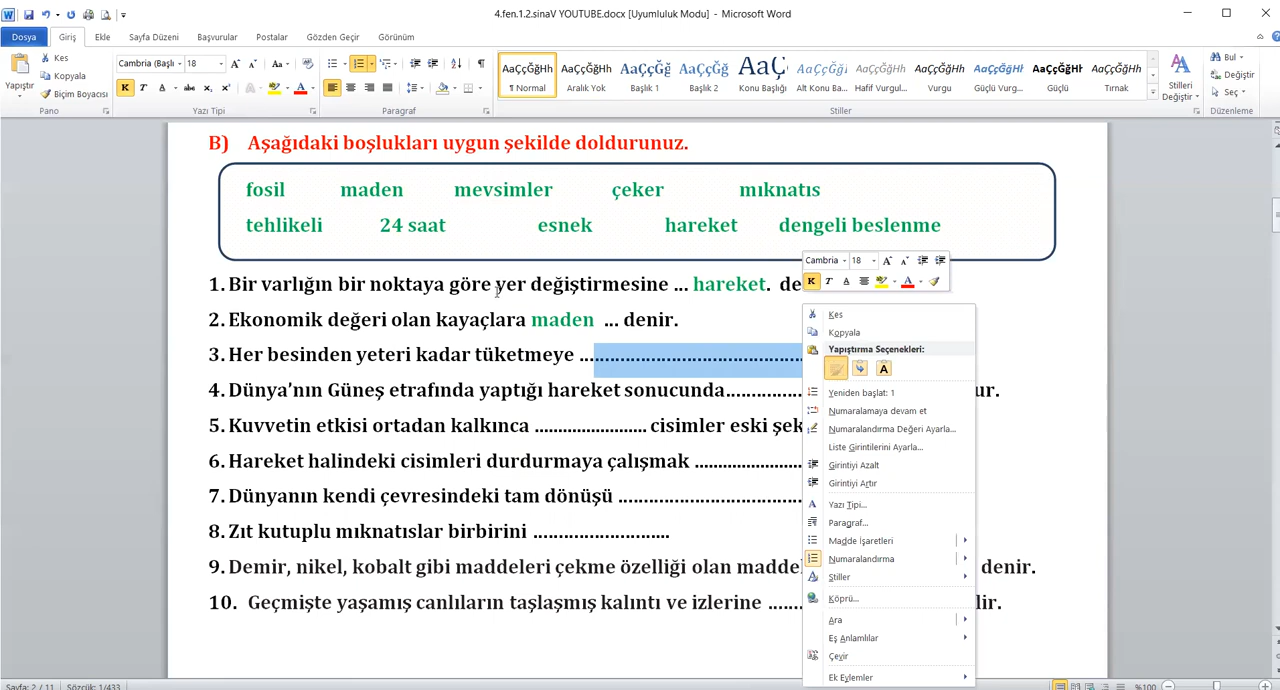 4.fen.1.2.sinaV YOUTUBE.docx [Uyumluluk Modu] - Microsoft Word
Dosya Giriş Ekle Sayfa Düzeni Başvurular Postalar Gözden Geçir Görünüm
Yapıştır Kes Kopyala Biçim Boyacısı
Cambria (Başlı 18
AaÇçĞğHh AaÇçĞğHh AaÇçĞğ AaÇçĞğ AaÇ AaÇçĞgi AaÇçĞğHh AaÇçĞğHh AaÇçĞğHh AaÇçĞğHh AaÇçĞğHh
¶ Normal Aralık Yok Başlık 1 Başlık 2 Konu Başlığı Alt Konu Ba... Hafif Vurgul... Vurgu Güçlü Vurg... Güçlü Tırnak
Stilleri Değiştir
Bul Değiştir Seç
Pano Yazı Tipi Paragraf Stiller Düzenleme
B) Aşağıdaki boşlukları uygun şekilde doldurunuz.
fosil maden mevsimler çeker mıknatıs
tehlikeli 24 saat esnek hareket dengeli beslenme
1. Bir varlığın bir noktaya göre yer değiştirmesine ... hareket. de
2. Ekonomik değeri olan kayaçlara maden ... denir.
3. Her besinden yeteri kadar tüketmeye ...............................
4. Dünya’nın Güneş etrafında yaptığı hareket sonucunda............ ur.
5. Kuvvetin etkisi ortadan kalkınca ....................... cisimler eski şek
6. Hareket halindeki cisimleri durdurmaya çalışmak ...................
7. Dünyanın kendi çevresindeki tam dönüşü ...............................
8. Zıt kutuplu mıknatıslar birbirini ............................
9. Demir, nikel, kobalt gibi maddeleri çekme özelliği olan madde denir.
10. Geçmişte yaşamış canlıların taşlaşmış kalıntı ve izlerine ....... lir.
Cambria 18
Kes
Kopyala
Yapıştırma Seçenekleri:
Yeniden başlat: 1
Numaralamaya devam et
Numaralandırma Değeri Ayarla...
Liste Girintilerini Ayarla...
Girintiyi Azalt
Girintiyi Artır
Yazı Tipi...
Paragraf...
Madde İşaretleri
Numaralandırma
Stiller
Köprü...
Ara
Eş Anlamlılar
Çevir
Ek Eylemler
Sayfa: 2 / 11 Sözcük: 1/433 %100